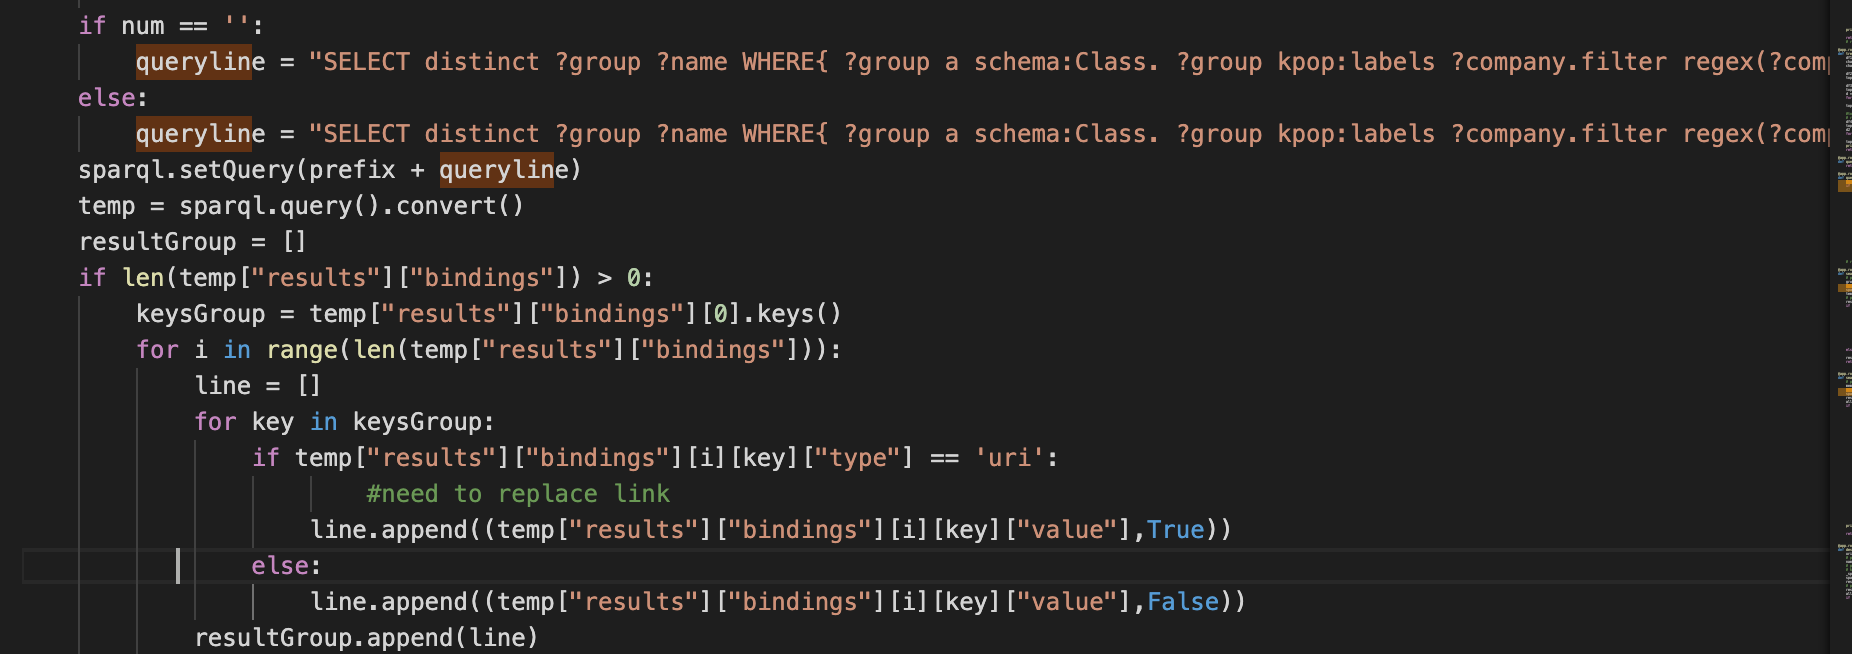 if num == '':
queryline = "SELECT distinct ?group ?name WHERE{ ?group a schema:Class. ?group kpop:labels ?company.filter regex(?com
else:
queryline = "SELECT distinct ?group ?name WHERE{ ?group a schema:Class. ?group kpop:labels ?company.filter regex(?com
sparql.setQuery(prefix + queryline)
temp = sparql.query().convert()
resultGroup = []
if len(temp["results"]["bindings"]) > 0:
keysGroup = temp["results"]["bindings"][0].keys()
for i in range(len(temp["results"]["bindings"])):
line = []
for key in keysGroup:
if temp["results"]["bindings"][i][key]["type"] == 'uri':
#need to replace link
line.append((temp["results"]["bindings"][i][key]["value"],True))
else:
line.append((temp["results"]["bindings"][i][key]["value"],False))
resultGroup.append(line)